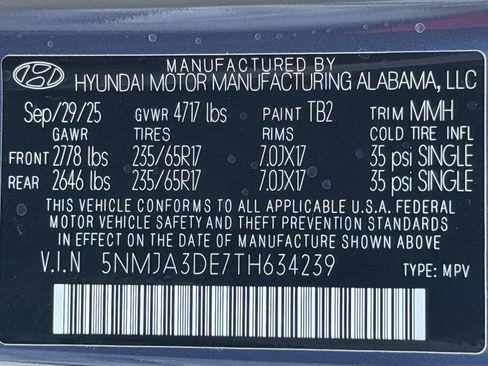 MANUFACTURED BY
HYUNDAI MOTOR MANUFACTURING ALABAMA, LLC
Sep/29/25 GVWR 4717 lbs PAINT TB2 TRIM MMH
GAWR TIRES RIMS COLD TIRE INFL
FRONT 2778 lbs 235/65R17 7.0JX17 35 psi SINGLE
REAR 2646 lbs 235/65R17 7.0JX17 35 psi SINGLE
THIS VEHICLE CONFORMS TO ALL APPLICABLE U.S.A. FEDERAL
MOTOR VEHICLE SAFETY AND THEFT PREVENTION STANDARDS
IN EFFECT ON THE DATE OF MANUFACTURE SHOWN ABOVE.
V.I.N 5NMJA3DE7TH634239 TYPE: MPV